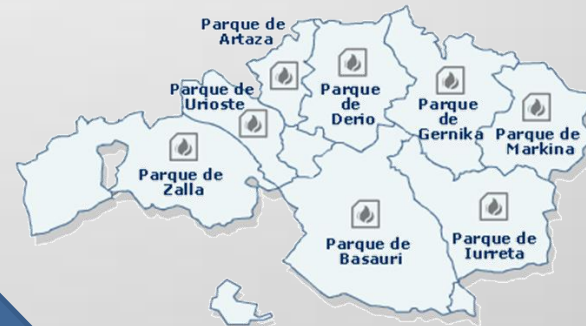 Parque de
Artaza
Parque de
Urioste
Parque
de
Derio
Parque
de
Gernika
Parque de
Markina
Parque de
Zalla
Parque de
Basauri
Parque de
Iurreta